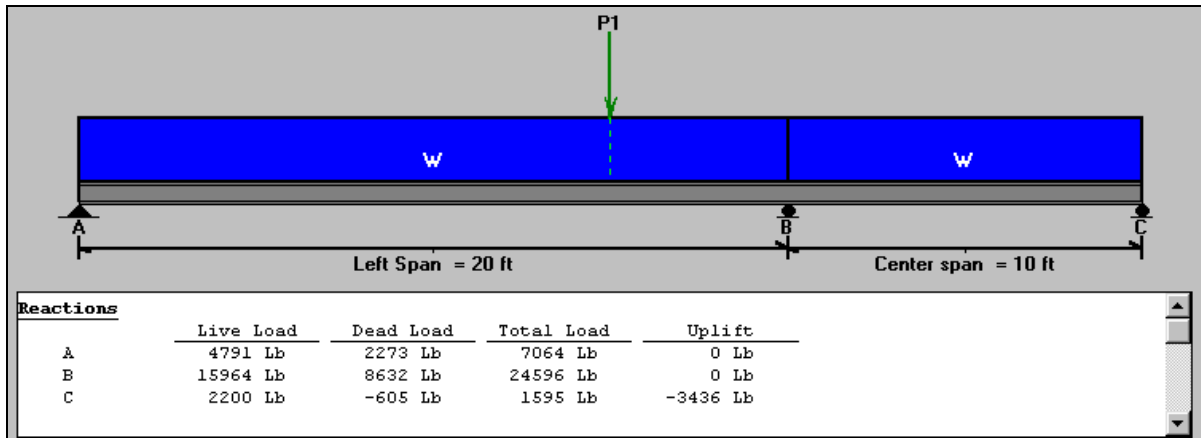 P1
W W
A B C
Left Span = 20 ft Center span = 10 ft
Reactions
Live Load Dead Load Total Load Uplift
A 4791 Lb 2273 Lb 7064 Lb 0 Lb
B 15964 Lb 8632 Lb 24596 Lb 0 Lb
C 2200 Lb -605 Lb 1595 Lb -3436 Lb